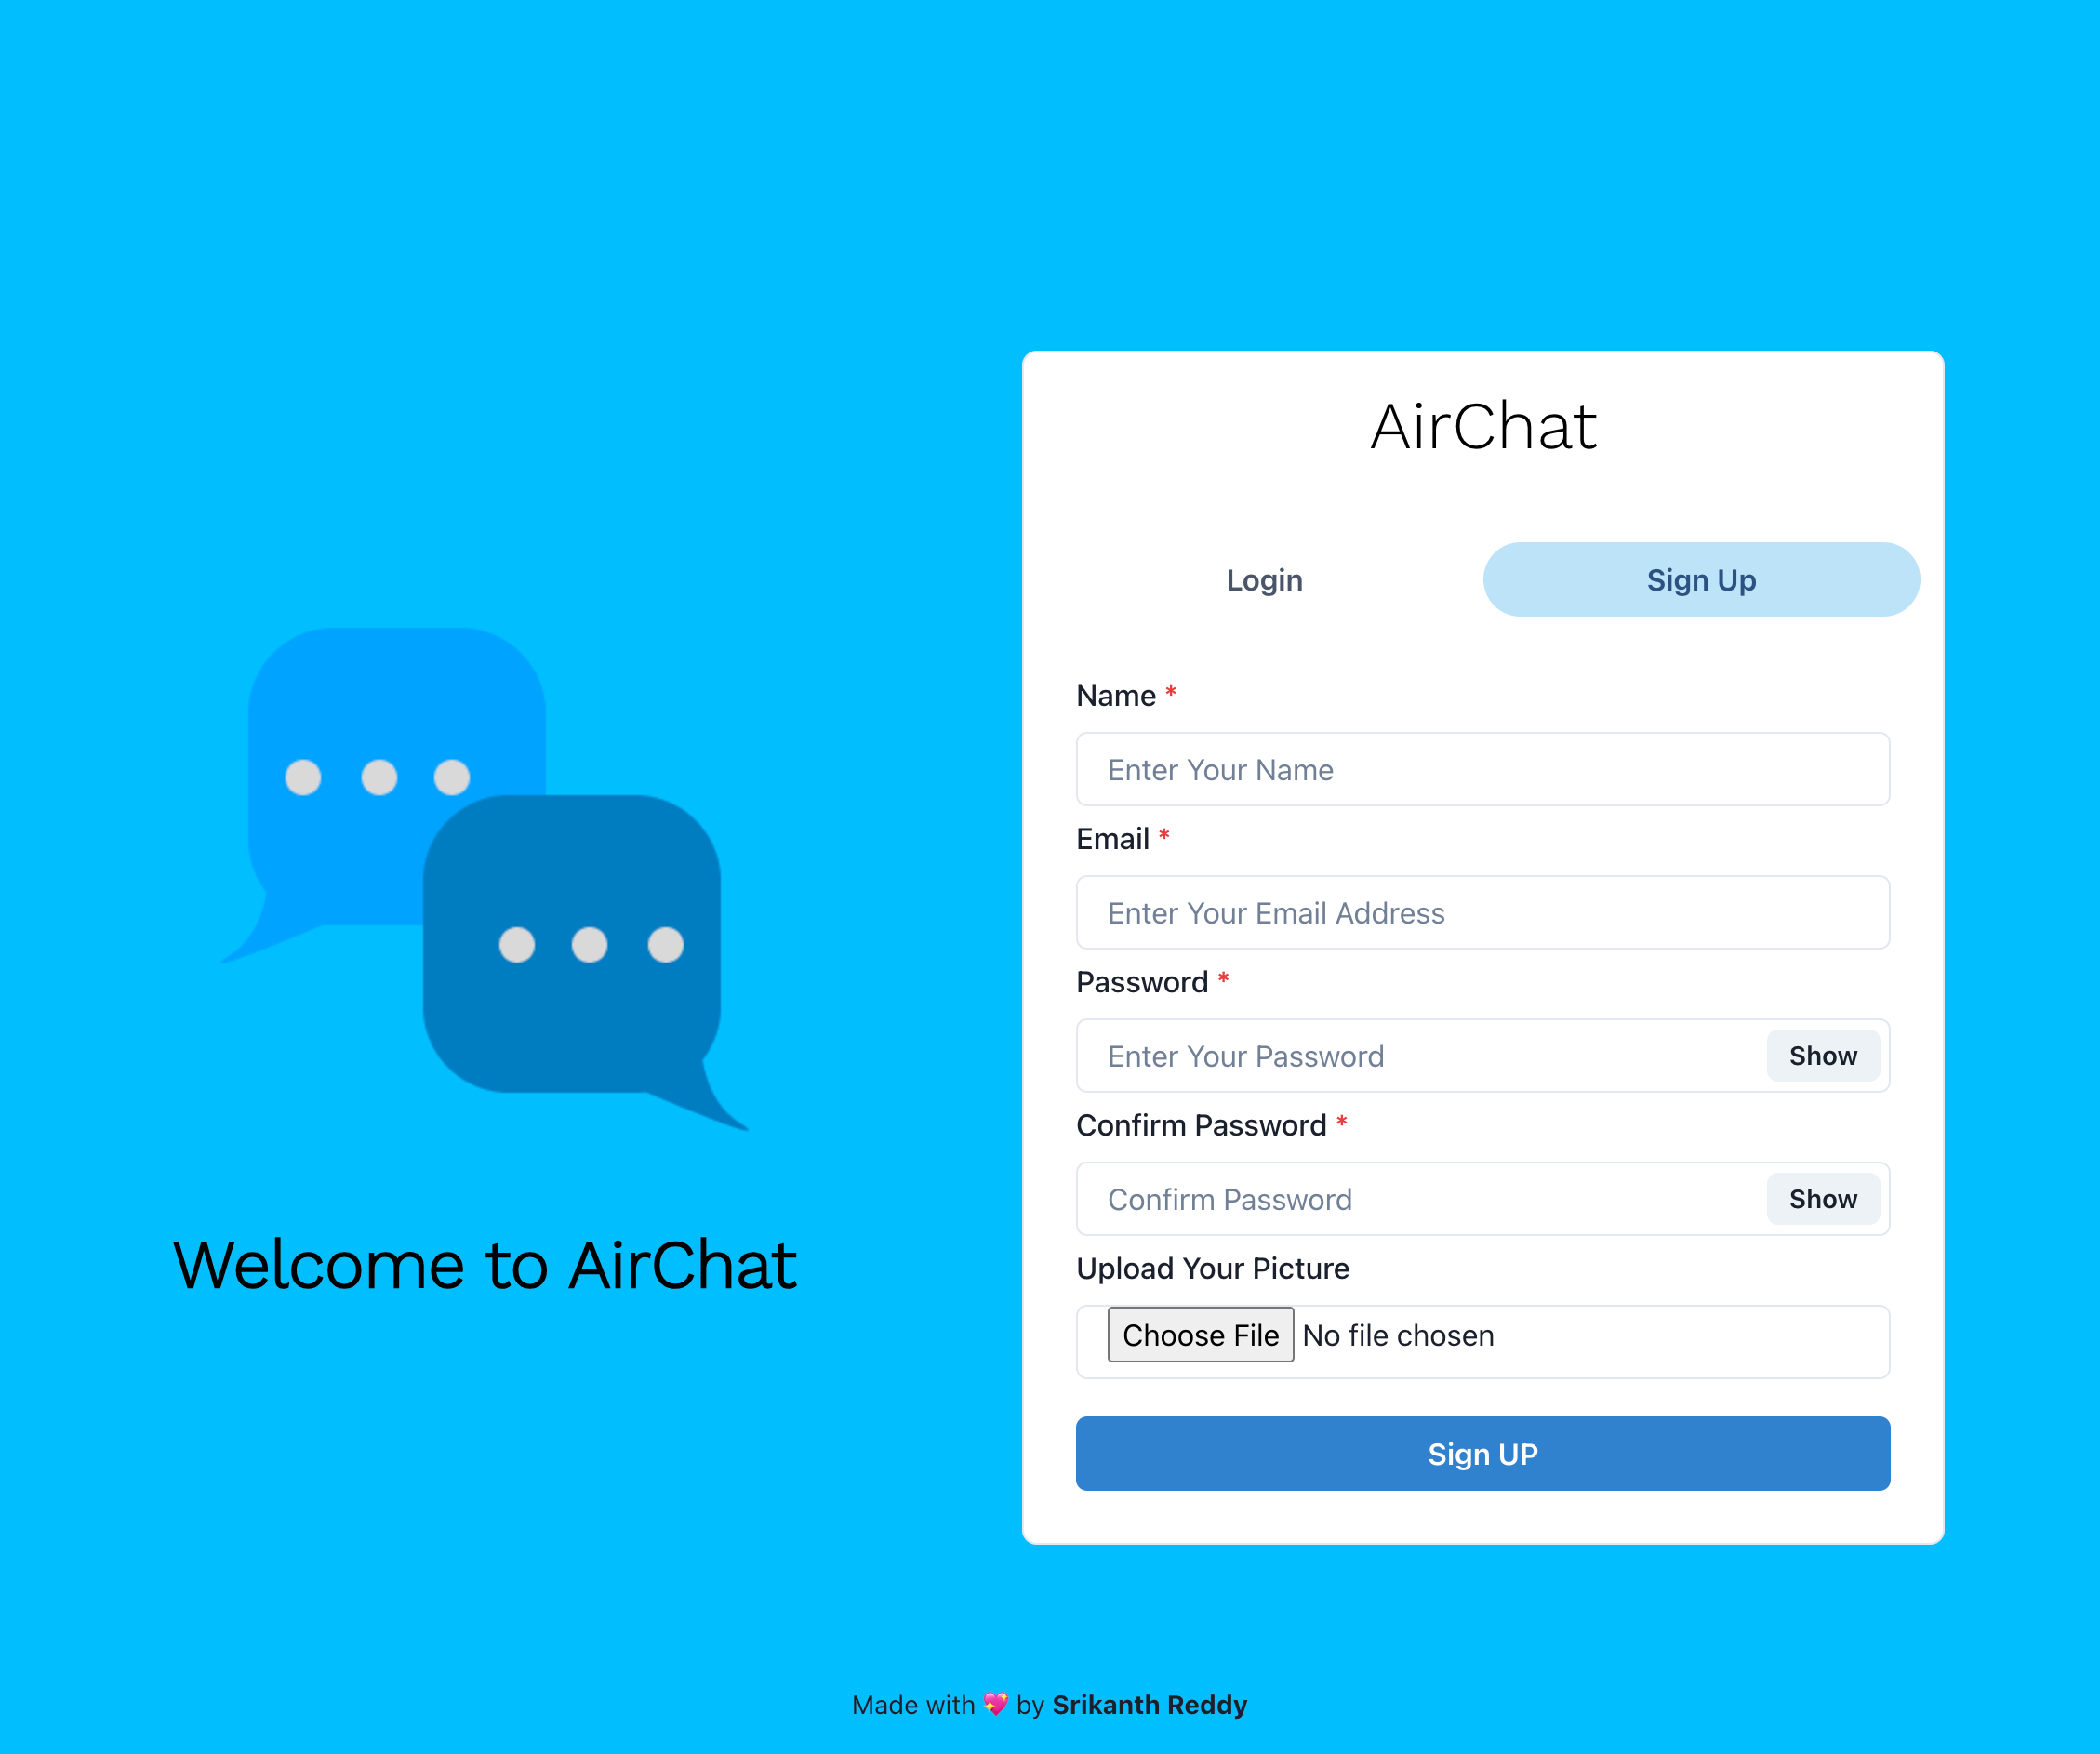 Welcome to AirChat
AirChat
Login
Sign Up
Name *
Enter Your Name
Email *
Enter Your Email Address
Password *
Enter Your Password
Show
Confirm Password *
Confirm Password
Show
Upload Your Picture
Choose File No file chosen
Sign UP
Made with 💖 by Srikanth Reddy